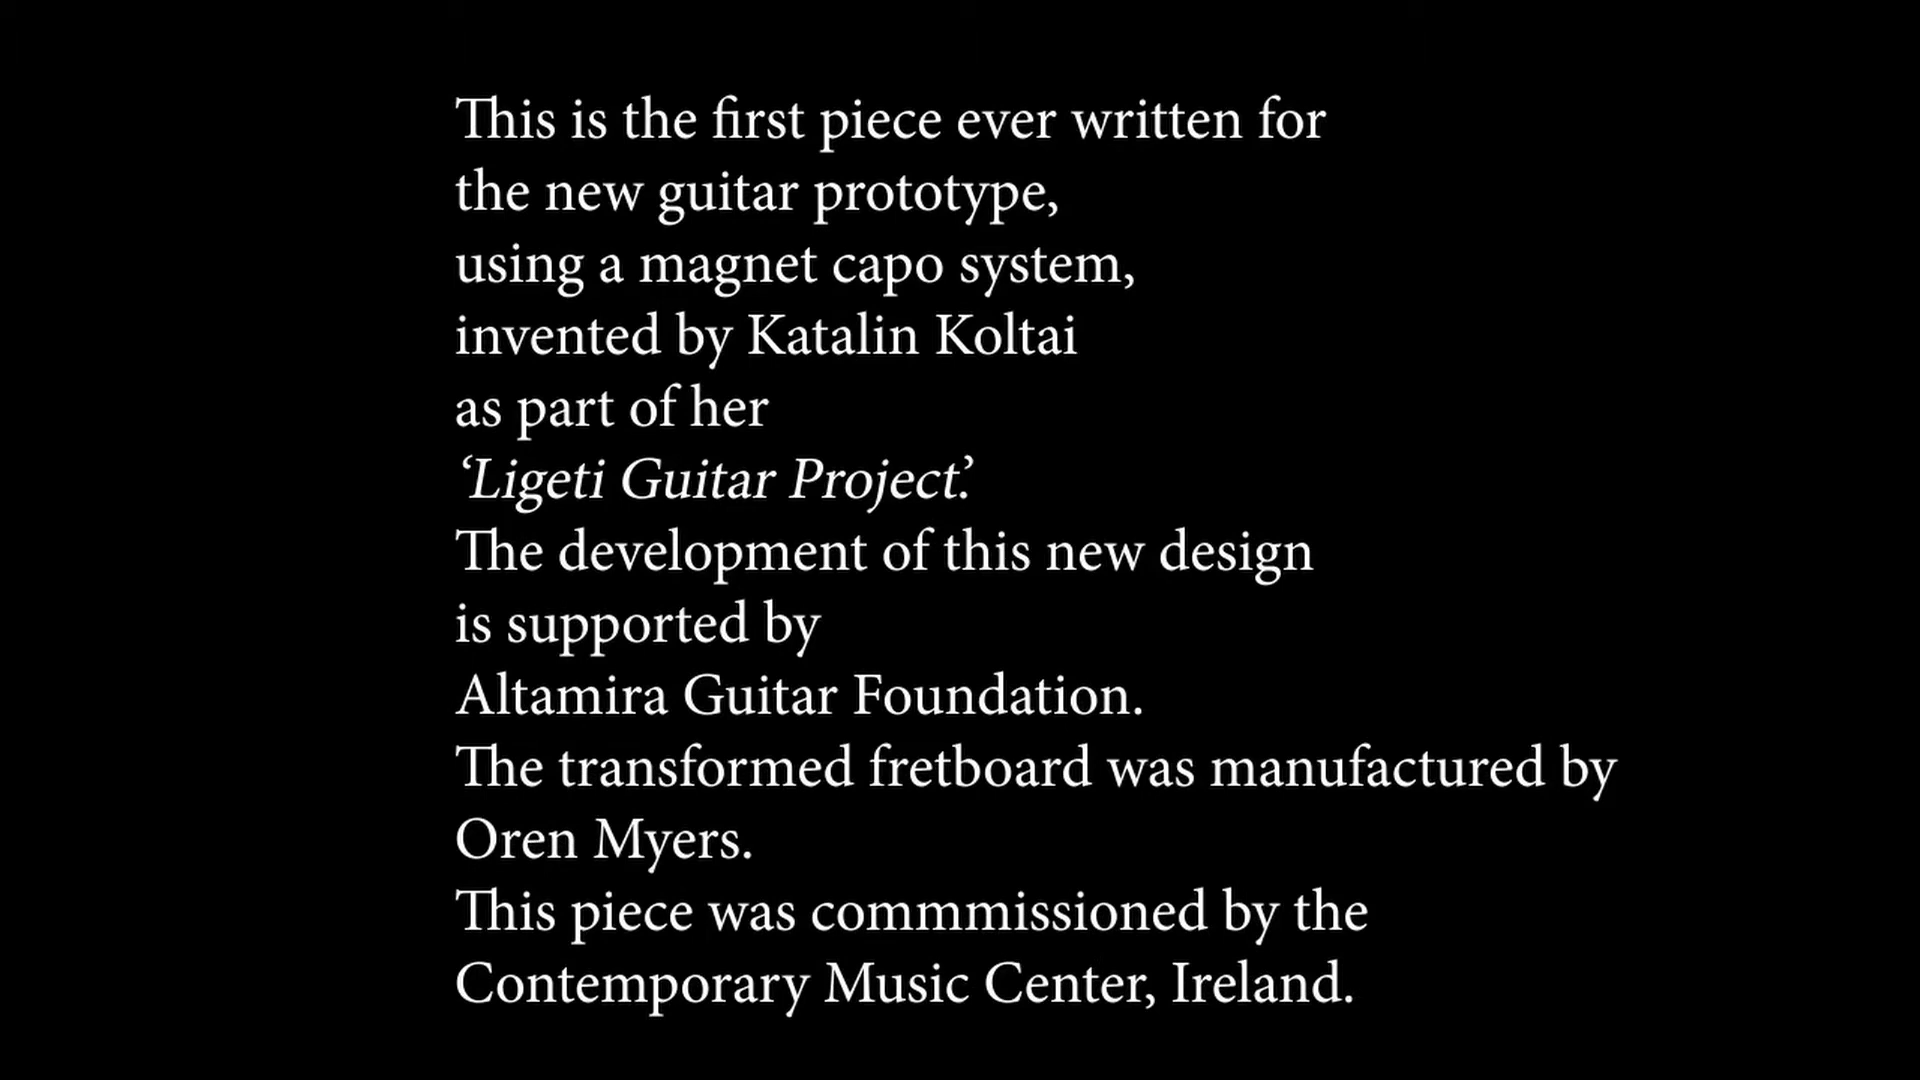 This is the first piece ever written for
the new guitar prototype,
using a magnet capo system,
invented by Katalin Koltai
as part of her
‘Ligeti Guitar Project.’
The development of this new design
is supported by
Altamira Guitar Foundation.
The transformed fretboard was manufactured by
Oren Myers.
This piece was commmissioned by the
Contemporary Music Center, Ireland.